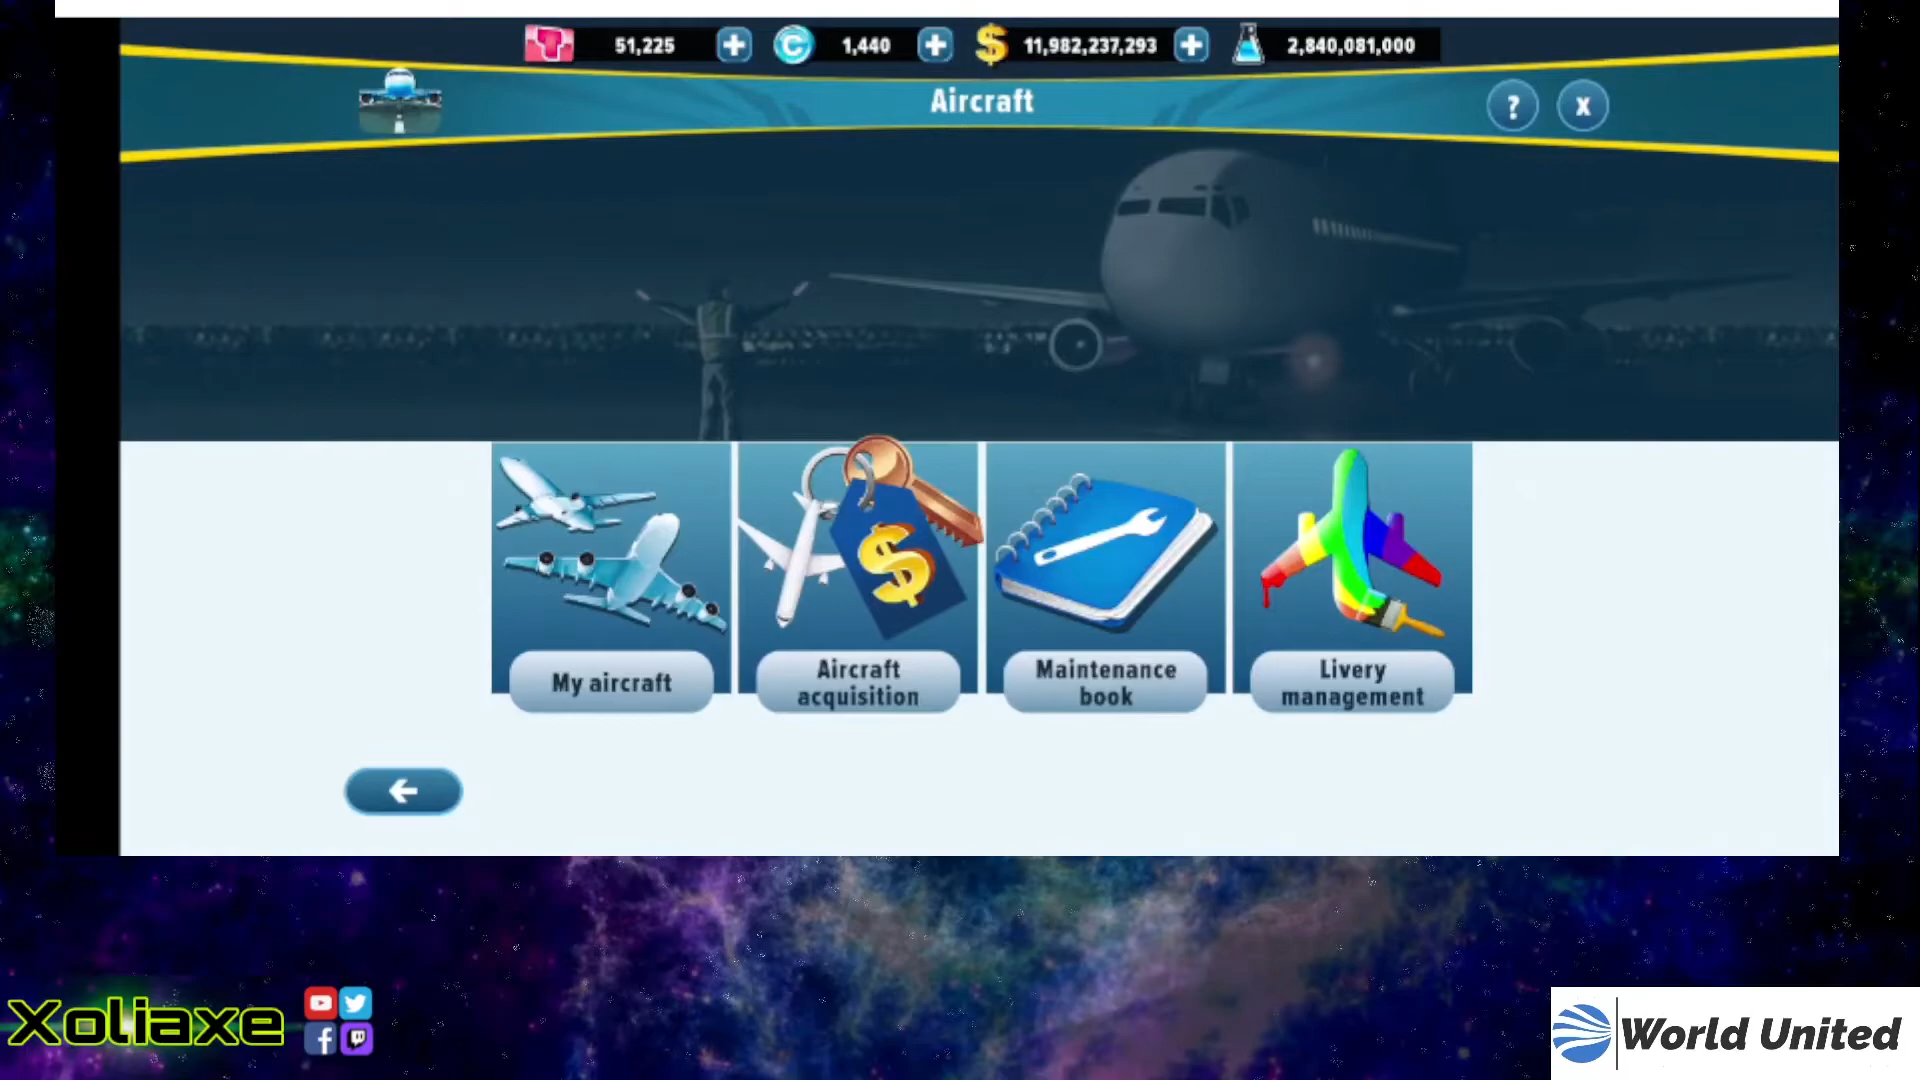 51,225
1,440
11,982,237,293
2,840,081,000
Aircraft
?
X
My aircraft
Aircraft
acquisition
Maintenance
book
Livery
management
Xoliaxe
World United